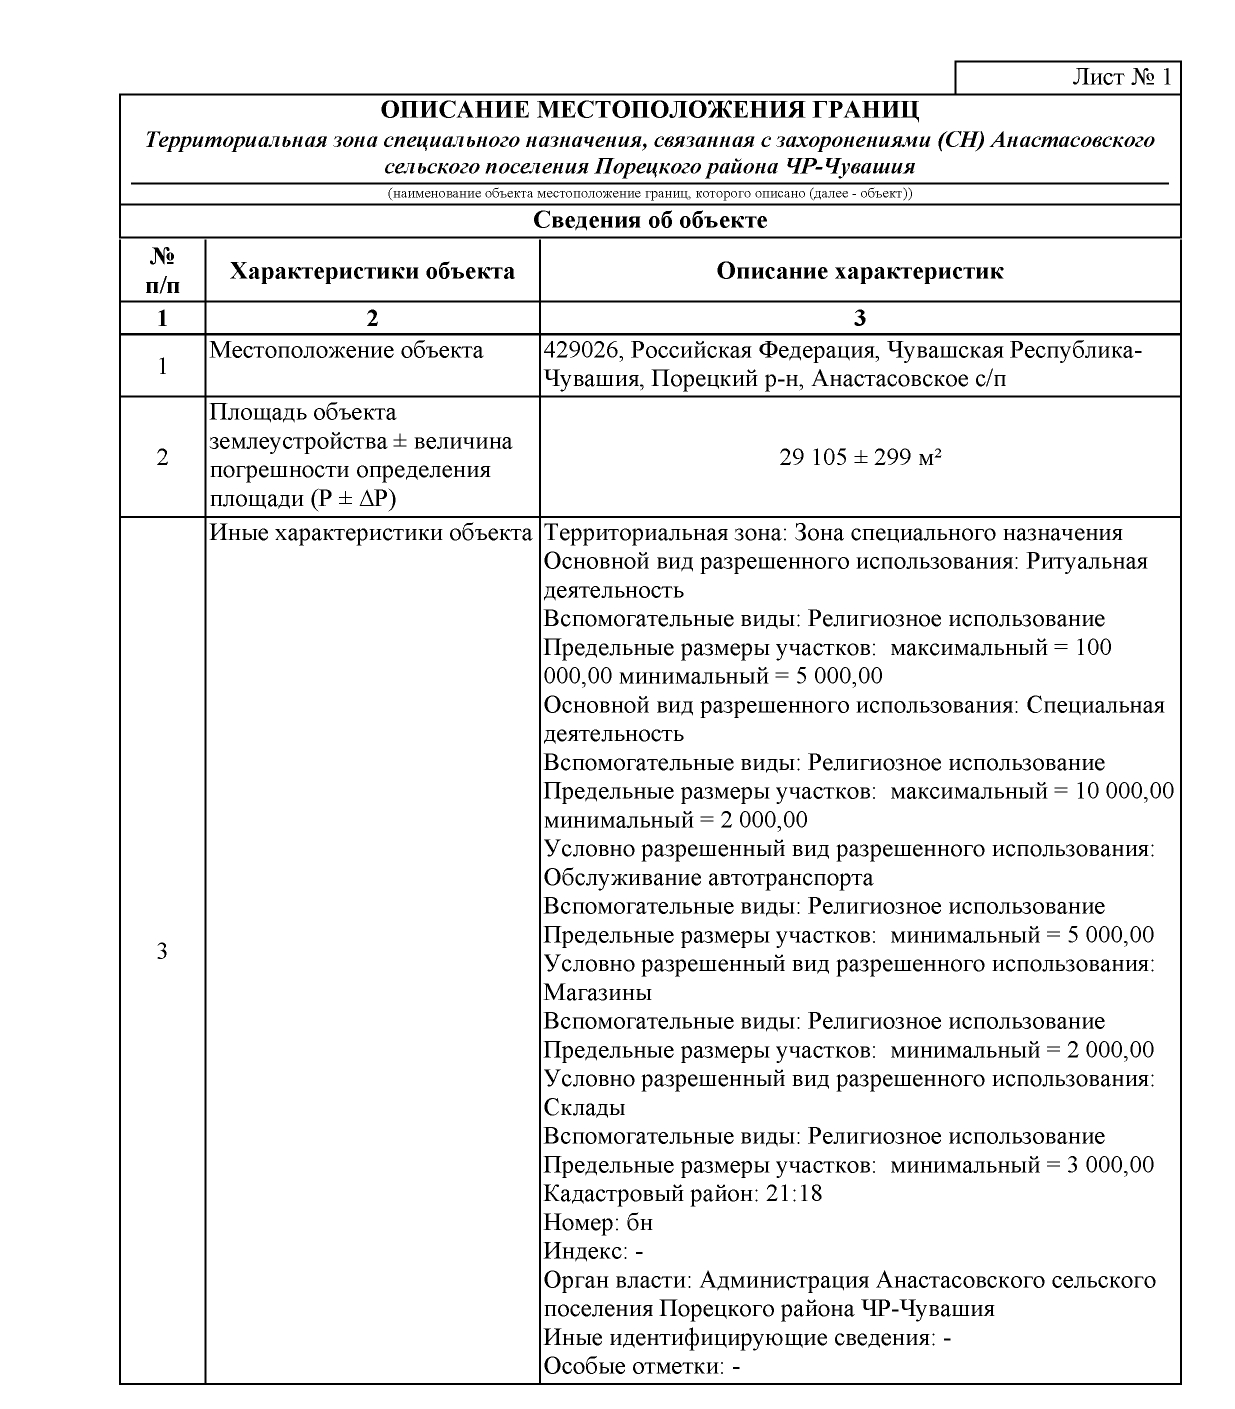 Лист № 1
ОПИСАНИЕ МЕСТОПОЛОЖЕНИЯ ГРАНИЦ
Территориальная зона специального назначения, связанная с захоронениями (СН) Анастасовского
сельского поселения Порецкого района ЧР-Чувашия
(наименование объекта местоположение границ, которого описано (далее - объект))
Сведения об объекте
№
п/п
Характеристики объекта
Описание характеристик
1
2
3
1
Местоположение объекта
429026, Российская Федерация, Чувашская Республика-
Чувашия, Порецкий р-н, Анастасовское с/п
2
Площадь объекта
землеустройства ± величина
погрешности определения
площади (P ± ∆P)
29 105 ± 299 м²
3
Иные характеристики объекта
Территориальная зона: Зона специального назначения
Основной вид разрешенного использования: Ритуальная
деятельность
Вспомогательные виды: Религиозное использование
Предельные размеры участков:  максимальный = 100
000,00 минимальный = 5 000,00
Основной вид разрешенного использования: Специальная
деятельность
Вспомогательные виды: Религиозное использование
Предельные размеры участков:  максимальный = 10 000,00
минимальный = 2 000,00
Условно разрешенный вид разрешенного использования:
Обслуживание автотранспорта
Вспомогательные виды: Религиозное использование
Предельные размеры участков:  минимальный = 5 000,00
Условно разрешенный вид разрешенного использования:
Магазины
Вспомогательные виды: Религиозное использование
Предельные размеры участков:  минимальный = 2 000,00
Условно разрешенный вид разрешенного использования:
Склады
Вспомогательные виды: Религиозное использование
Предельные размеры участков:  минимальный = 3 000,00
Кадастровый район: 21:18
Номер: бн
Индекс: -
Орган власти: Администрация Анастасовского сельского
поселения Порецкого района ЧР-Чувашия
Иные идентифицирующие сведения: -
Особые отметки: -